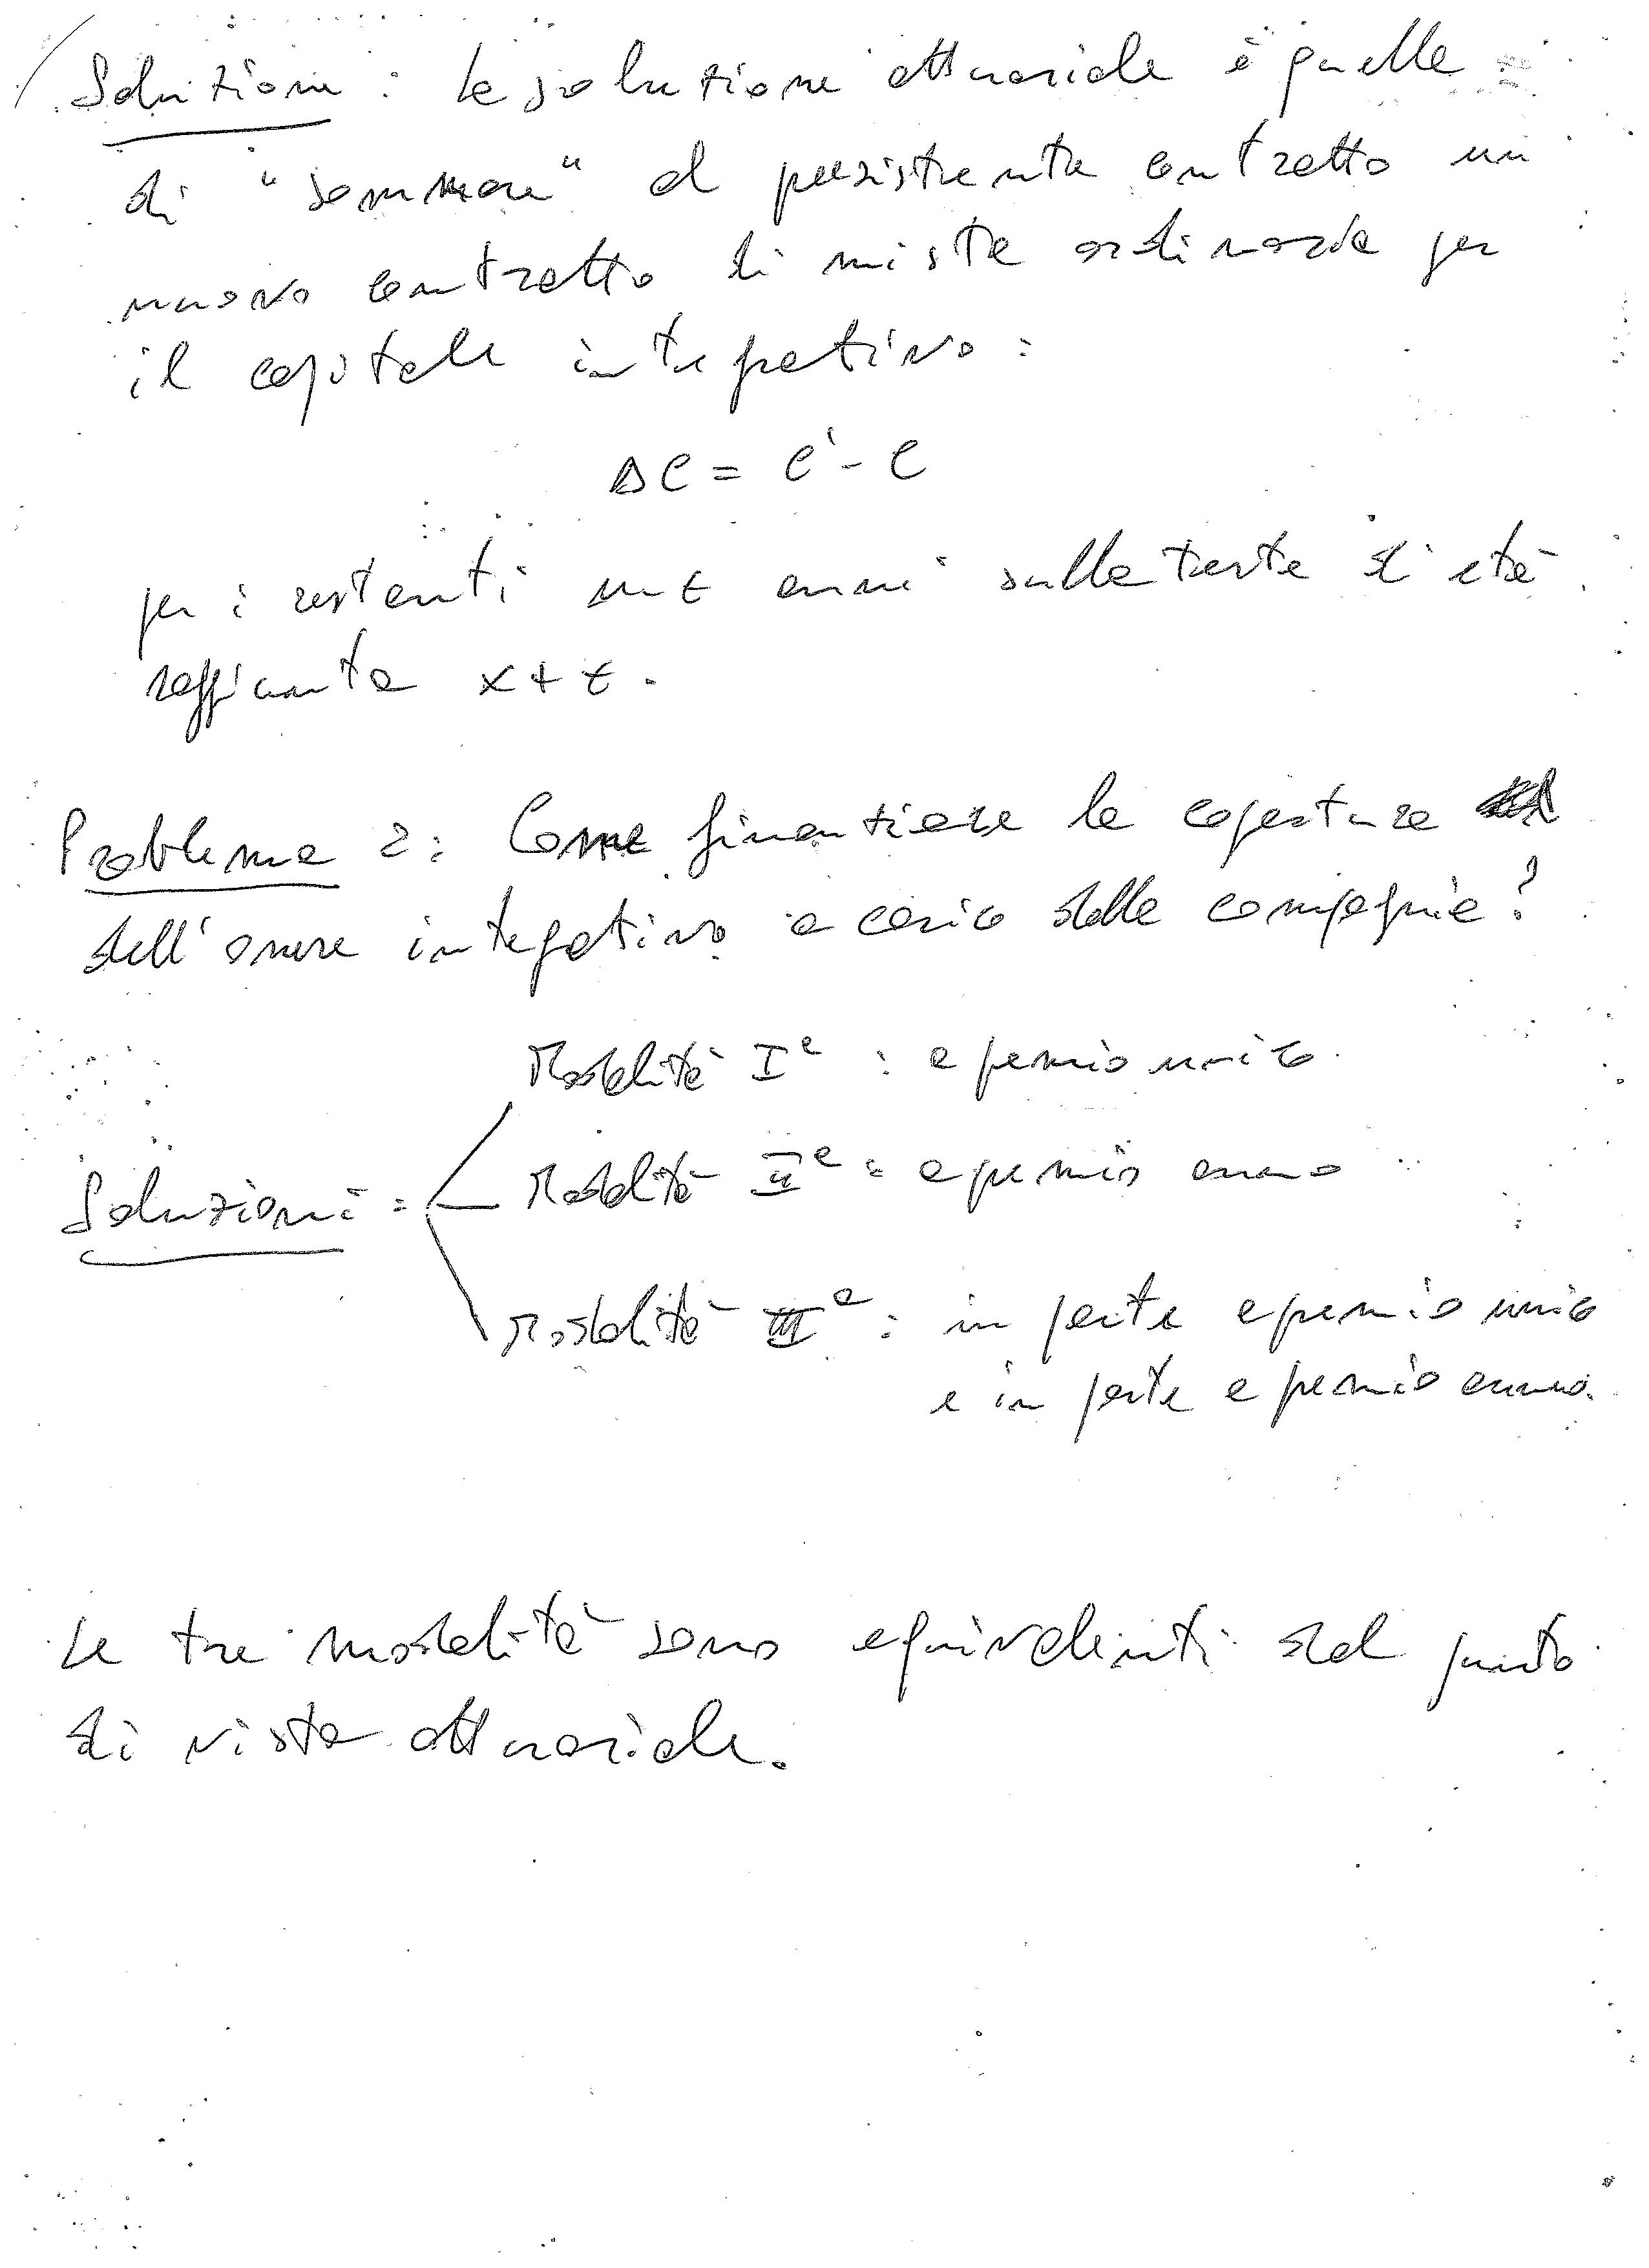 Soluzione : la soluzione attuariale è quella
di "sommare" al preesistente contratto un
nuovo contratto di mista ordinaria per
il capitale integrativo :
ΔC = C' - C
per i restanti n-t anni sulla testa di età
raggiunta x+t .
Problema 2 : Come finanziare la copertura
dell'onere integrativo a carico della compagnia ?
Modalità I^a : a premio unico.
Modalità II^a : a premio annuo
Soluzioni :
Modalità III^a : in parte a premio unico
e in parte a premio annuo.
Le tre modalità sono equivalenti dal punto
di vista attuariale.